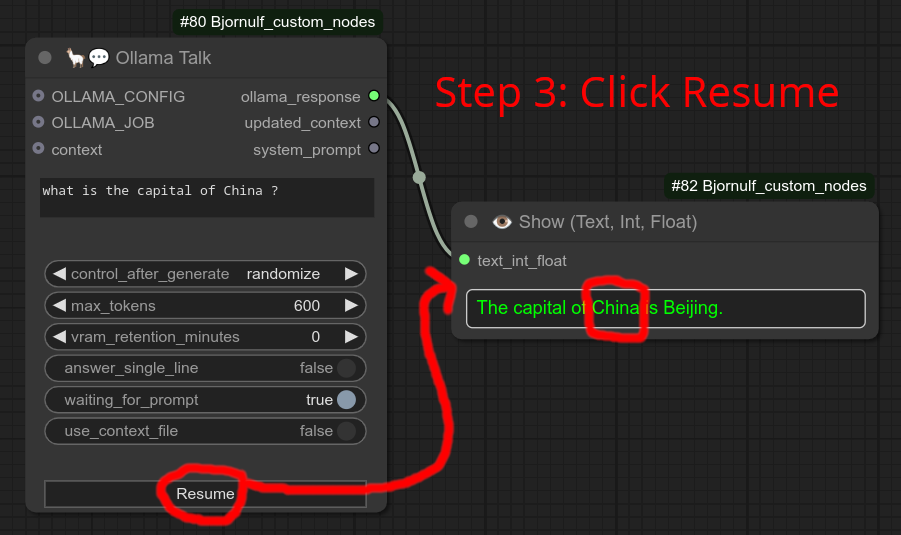 #80 Bjornulf_custom_nodes
🦙💬 Ollama Talk
OLLAMA_CONFIG ollama_response
OLLAMA_JOB updated_context
context system_prompt
what is the capital of China ?
control_after_generate randomize
max_tokens 600
vram_retention_minutes 0
answer_single_line false
waiting_for_prompt true
use_context_file false
Resume
Step 3: Click Resume
#82 Bjornulf_custom_nodes
👁️ Show (Text, Int, Float)
text_int_float
The capital of China is Beijing.